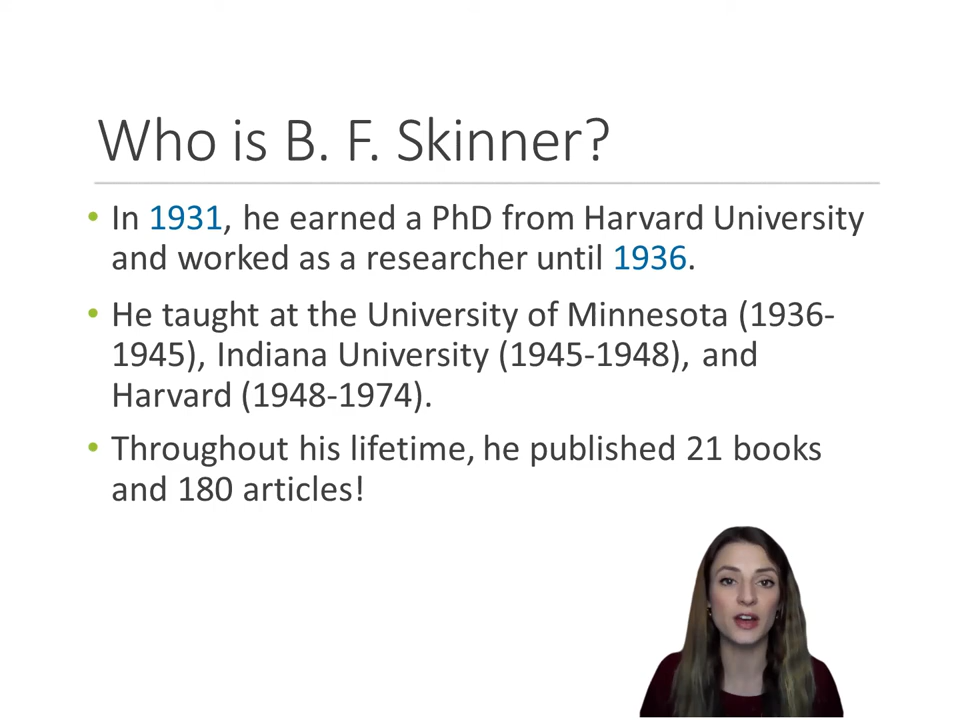 Who is B. F. Skinner?
• In 1931, he earned a PhD from Harvard University
and worked as a researcher until 1936.
• He taught at the University of Minnesota (1936-
1945), Indiana University (1945-1948), and
Harvard (1948-1974).
• Throughout his lifetime, he published 21 books
and 180 articles!